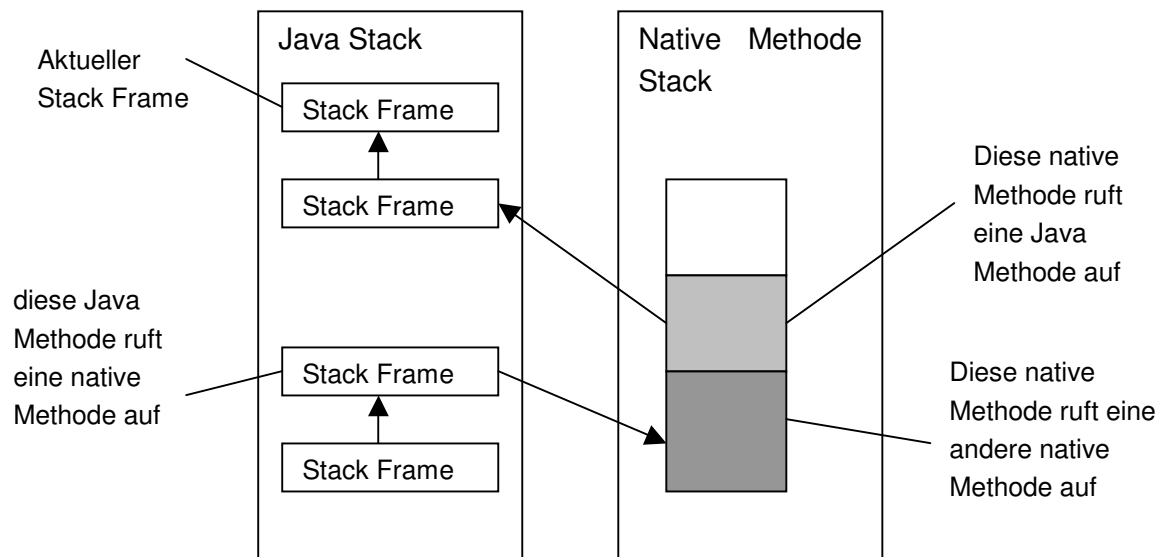 Java Stack
Native Methode
Stack
Aktueller
Stack Frame
Stack Frame
Stack Frame
Diese native
Methode ruft
eine Java
Methode auf
diese Java
Methode ruft
eine native
Methode auf
Stack Frame
Stack Frame
Diese native
Methode ruft eine
andere native
Methode auf